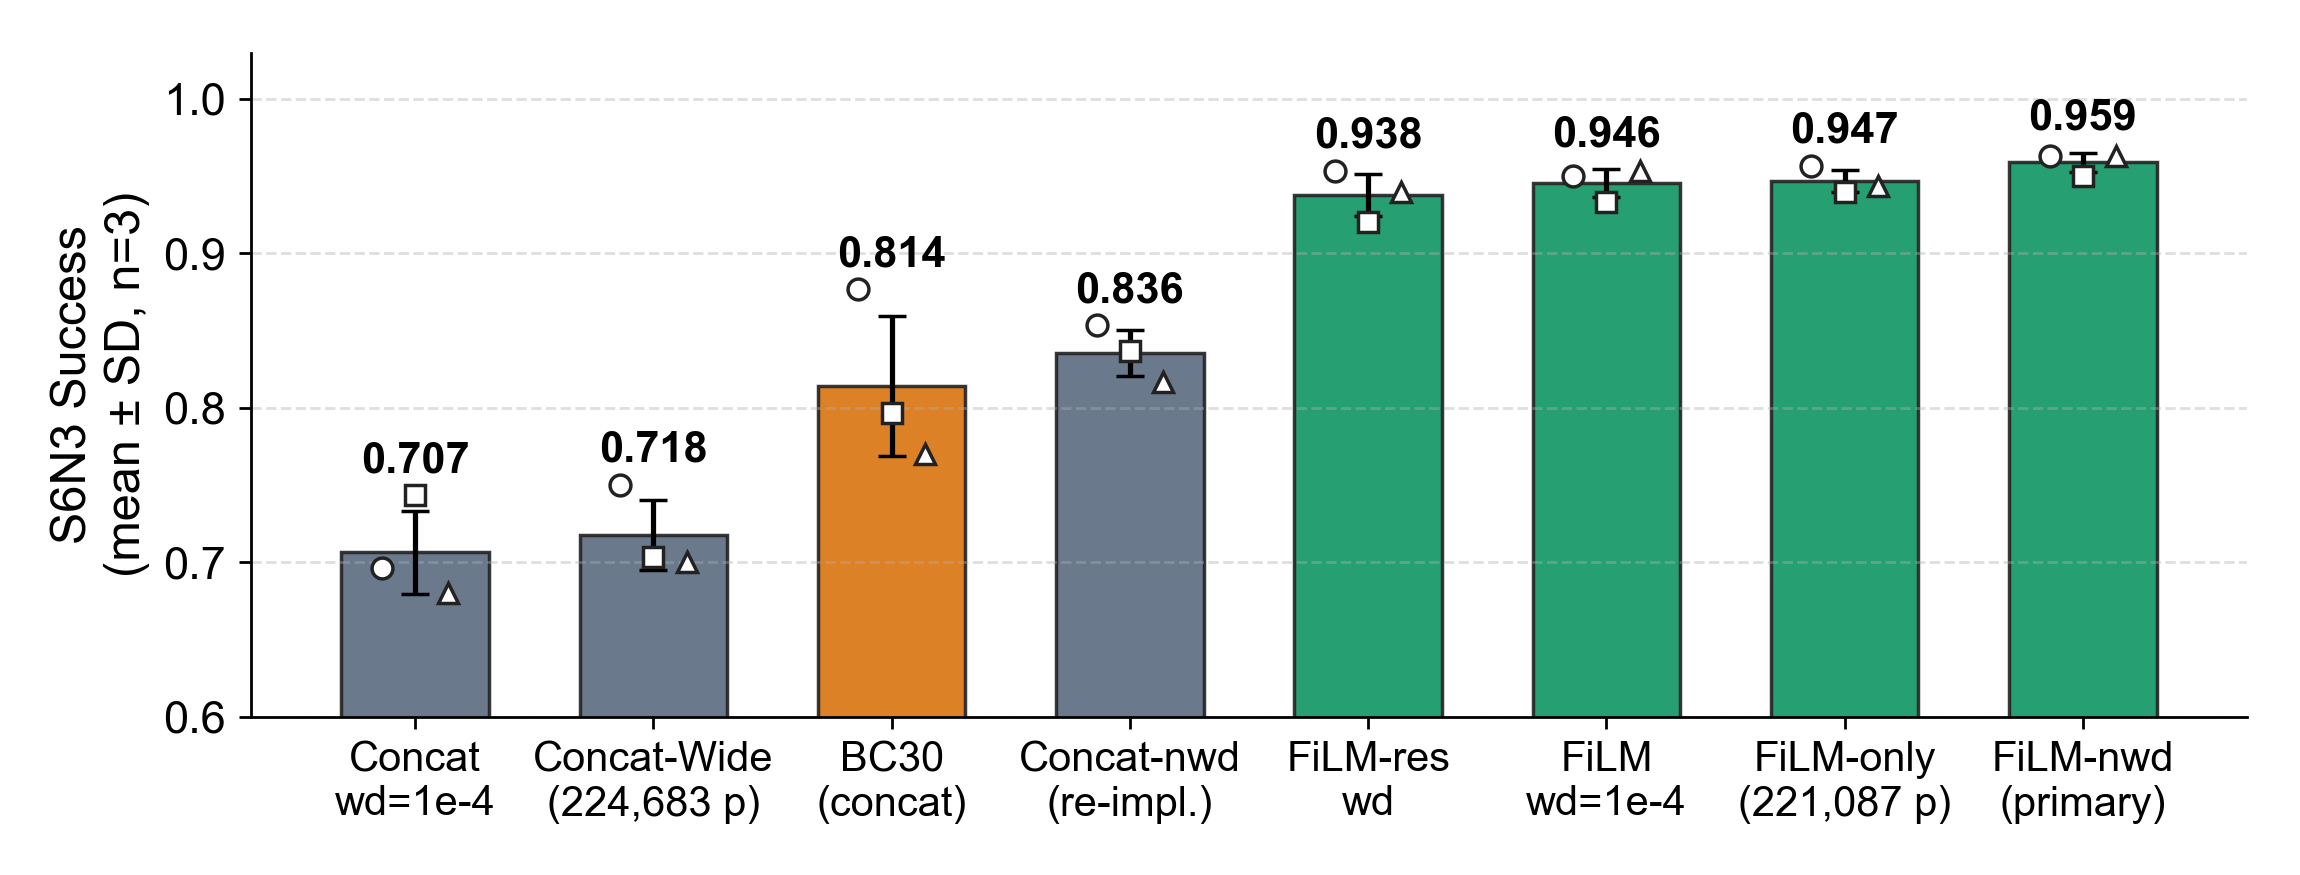 S6N3 Success
(mean ± SD, n=3)
1.0
0.9
0.8
0.7
0.6
0.707
0.718
0.814
0.836
0.938
0.946
0.947
0.959
Concat
wd=1e-4
Concat-Wide
(224,683 p)
BC30
(concat)
Concat-nwd
(re-impl.)
FiLM-res
wd
FiLM
wd=1e-4
FiLM-only
(221,087 p)
FiLM-nwd
(primary)